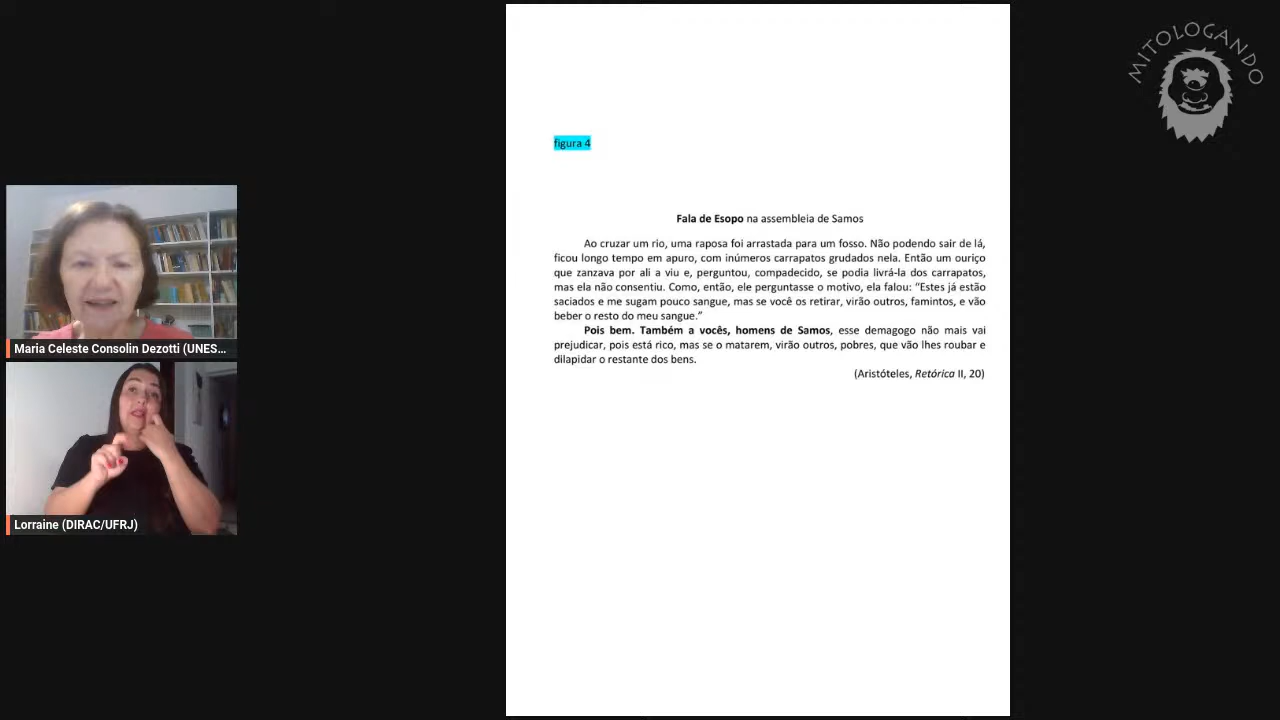 MITOLOGANDO
figura 4
Fala de Esopo na assembleia de Samos
Ao cruzar um rio, uma raposa foi arrastada para um fosso. Não podendo sair de lá,
ficou longo tempo em apuro, com inúmeros carrapatos grudados nela. Então um ouriço
que zanzava por ali a viu e, perguntou, compadecido, se podia livrá-la dos carrapatos,
mas ela não consentiu. Como, então, ele perguntasse o motivo, ela falou: “Estes já estão
saciados e me sugam pouco sangue, mas se você os retirar, virão outros, famintos, e vão
beber o resto do meu sangue.”
Pois bem. Também a vocês, homens de Samos, esse demagogo não mais vai
prejudicar, pois está rico, mas se o matarem, virão outros, pobres, que vão lhes roubar e
dilapidar o restante dos bens.
(Aristóteles, Retórica II, 20)
Maria Celeste Consolin Dezotti (UNES...
Lorraine (DIRAC/UFRJ)